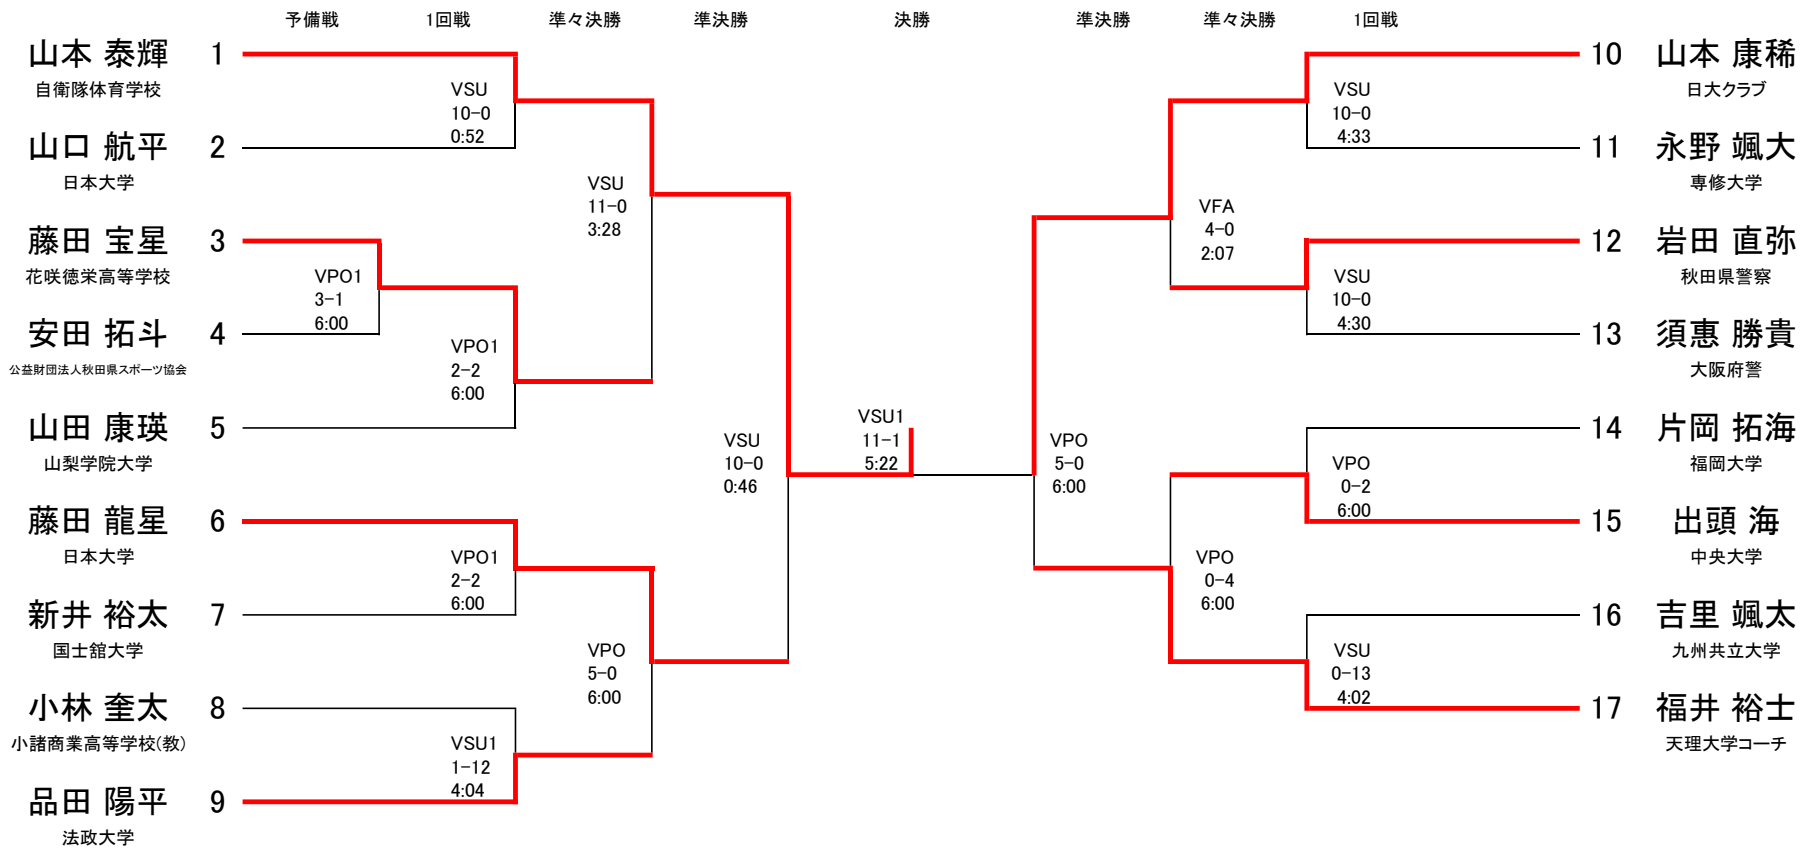 予備戦 1回戦 準々決勝 準決勝 決勝 準決勝 準々決勝 1回戦
山本 泰輝 1
自衛隊体育学校
VSU
10-0
0:52
山口 航平 2
日本大学
VSU
11-0
3:28
藤田 宝星 3
花咲徳栄高等学校
VPO1
3-1
6:00
安田 拓斗 4
公益財団法人秋田県スポーツ協会
VPO1
2-2
6:00
山田 康瑛 5
山梨学院大学
VSU
10-0
0:46
藤田 龍星 6
日本大学
VPO1
2-2
6:00
新井 裕太 7
国士舘大学
VPO
5-0
6:00
小林 奎太 8
小諸商業高等学校(教)
VSU1
1-12
4:04
品田 陽平 9
法政大学
VSU1
11-1
5:22
10 山本 康稀
日大クラブ
VSU
10-0
4:33
11 永野 颯大
専修大学
VFA
4-0
2:07
12 岩田 直弥
秋田県警察
VSU
10-0
4:30
13 須惠 勝貴
大阪府警
VPO
5-0
6:00
14 片岡 拓海
福岡大学
VPO
0-2
6:00
15 出頭 海
中央大学
VPO
0-4
6:00
16 吉里 颯太
九州共立大学
VSU
0-13
4:02
17 福井 裕士
天理大学コーチ